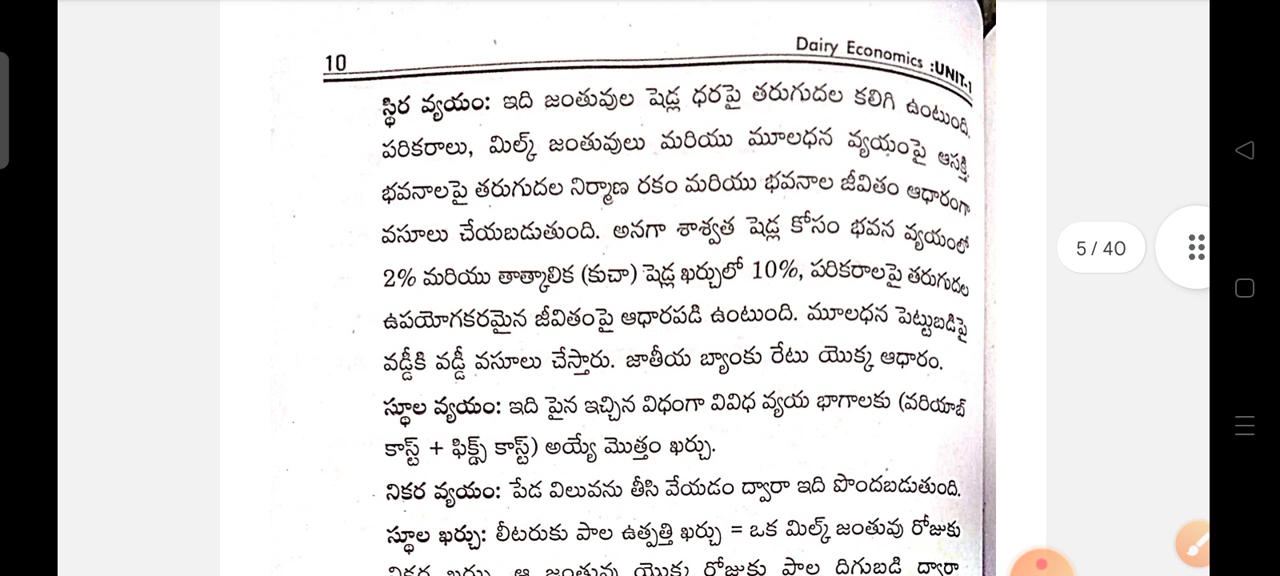 10
Dairy Economics :UNIT-1
స్థిర వ్యయం: ఇది జంతువుల షెడ్ల ధరపై తరుగుదల కలిగి ఉంటుంది.
పరికరాలు, మిల్క్ జంతువులు మరియు మూలధన వ్యయంపై ఆసక్తి.
భవనాలపై తరుగుదల నిర్మాణ రకం మరియు భవనాల జీవితం ఆధారంగా
వసూలు చేయబడుతుంది. అనగా శాశ్వత షెడ్ల కోసం భవన వ్యయంలో
2% మరియు తాత్కాలిక (కుచా) షెడ్ల ఖర్చులో 10%, పరికరాలపై తరుగుదల
ఉపయోగకరమైన జీవితంపై ఆధారపడి ఉంటుంది. మూలధన పెట్టుబడిపై
వడ్డీకి వడ్డీ వసూలు చేస్తారు. జాతీయ బ్యాంకు రేటు యొక్క ఆధారం.
స్థూల వ్యయం: ఇది పైన ఇచ్చిన విధంగా వివిధ వ్యయ భాగాలకు (వరియాబ్
కాస్ట్ + ఫిక్డ్స్ కాస్ట్) అయ్యే మొత్తం ఖర్చు.
నికర వ్యయం: పేడ విలువను తీసి వేయడం ద్వారా ఇది పొందబడుతుంది.
స్థూల ఖర్చు: లీటరుకు పాల ఉత్పత్తి ఖర్చు = ఒక మిల్క్ జంతువు రోజుకు
నికర ఖర్చు ఆ జంతువు యొక్క రోజుకు పాల దిగుబడి ద్వారా
5 / 40